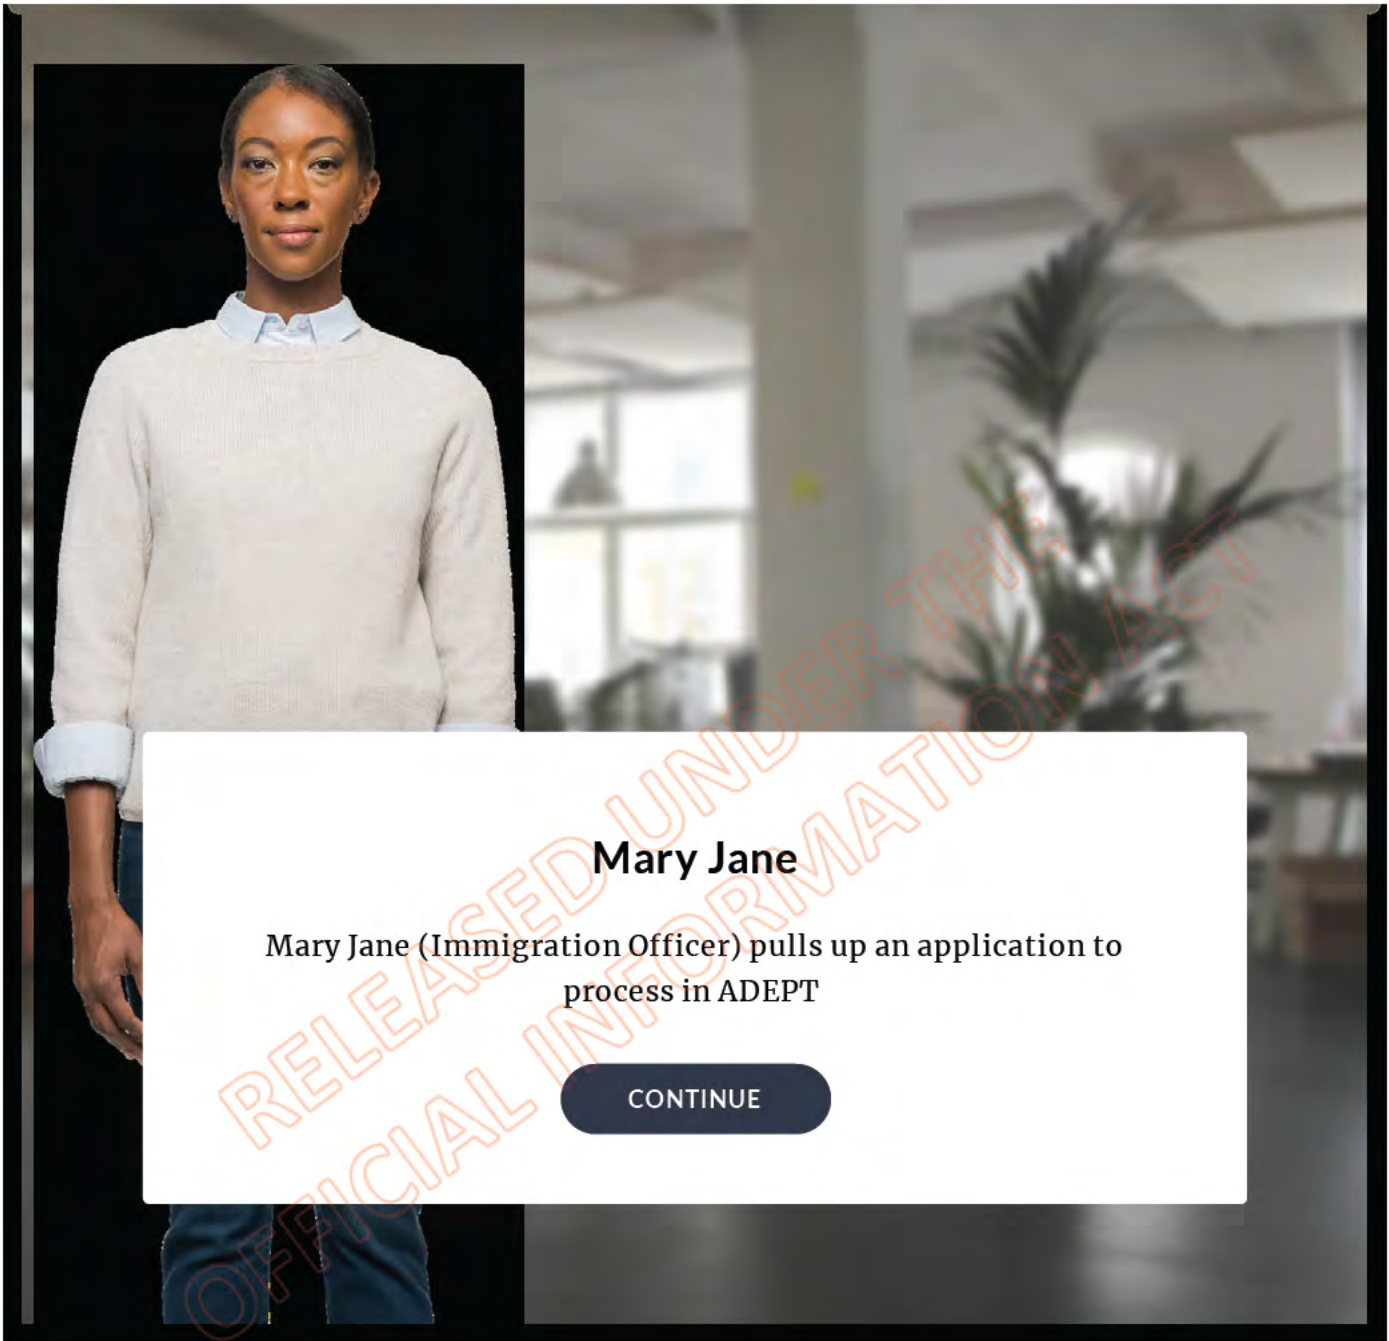 Mary Jane
Mary Jane (Immigration Officer) pulls up an application to
process in ADEPT
CONTINUE
RELEASED UNDER THE
OFFICIAL INFORMATION ACT